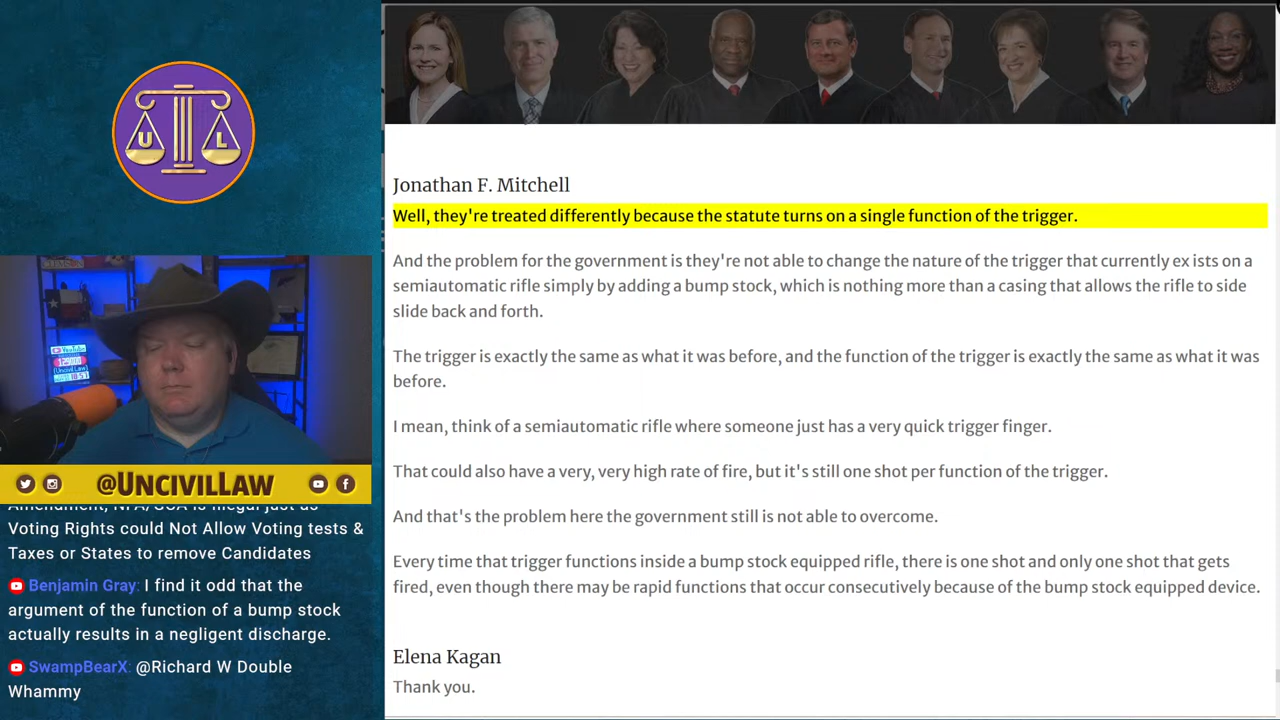 U L
Jonathan F. Mitchell
Well, they're treated differently because the statute turns on a single function of the trigger.
And the problem for the government is they're not able to change the nature of the trigger that currently ex ists on a
semiautomatic rifle simply by adding a bump stock, which is nothing more than a casing that allows the rifle to side
slide back and forth.
The trigger is exactly the same as what it was before, and the function of the trigger is exactly the same as what it was
before.
I mean, think of a semiautomatic rifle where someone just has a very quick trigger finger.
That could also have a very, very high rate of fire, but it's still one shot per function of the trigger.
And that's the problem here the government still is not able to overcome.
Every time that trigger functions inside a bump stock equipped rifle, there is one shot and only one shot that gets
fired, even though there may be rapid functions that occur consecutively because of the bump stock equipped device.
Elena Kagan
Thank you.
YouTube
@UNCIVILLAW
Amendment, NFA/GCA is illegal just as
Voting Rights could Not Allow Voting tests &
Taxes or States to remove Candidates
Benjamin Gray: I find it odd that the
argument of the function of a bump stock
actually results in a negligent discharge.
SwampBearX: @Richard W Double
Whammy